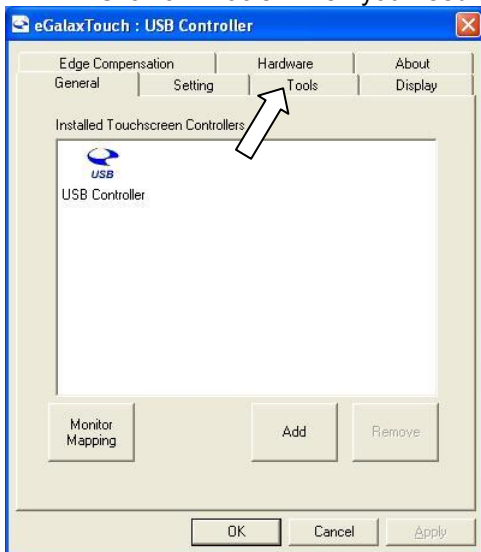 eGalaxTouch : USB Controller
Edge Compensation Hardware About
General Setting Tools Display
Installed Touchscreen Controllers
USB
USB Controller
Monitor
Mapping
Add
Remove
OK
Cancel
Apply